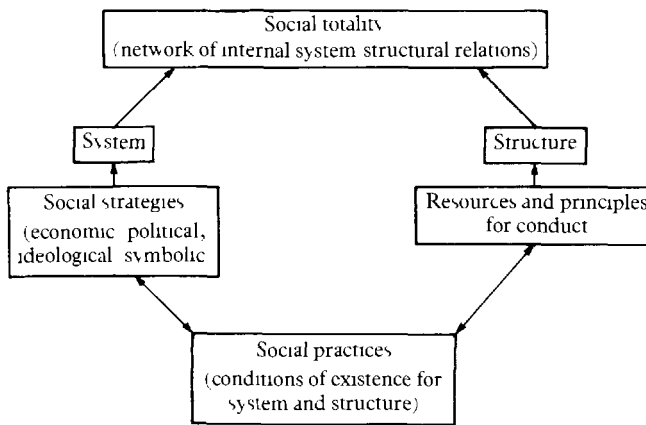 Social totality
(network of internal system structural relations)
System
Structure
Social strategies
(economic political,
ideological symbolic
Resources and principles
for conduct
Social practices
(conditions of existence for
system and structure)